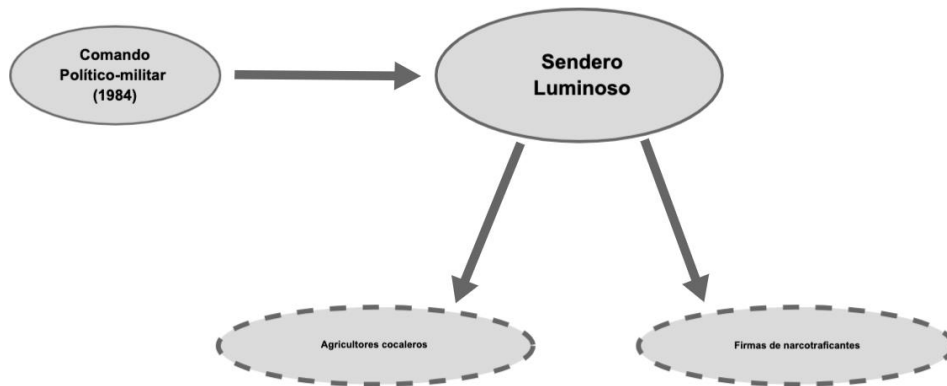 Comando
Político-militar
(1984)
Sendero
Luminoso
Agricultores cocaleros
Firmas de narcotraficantes